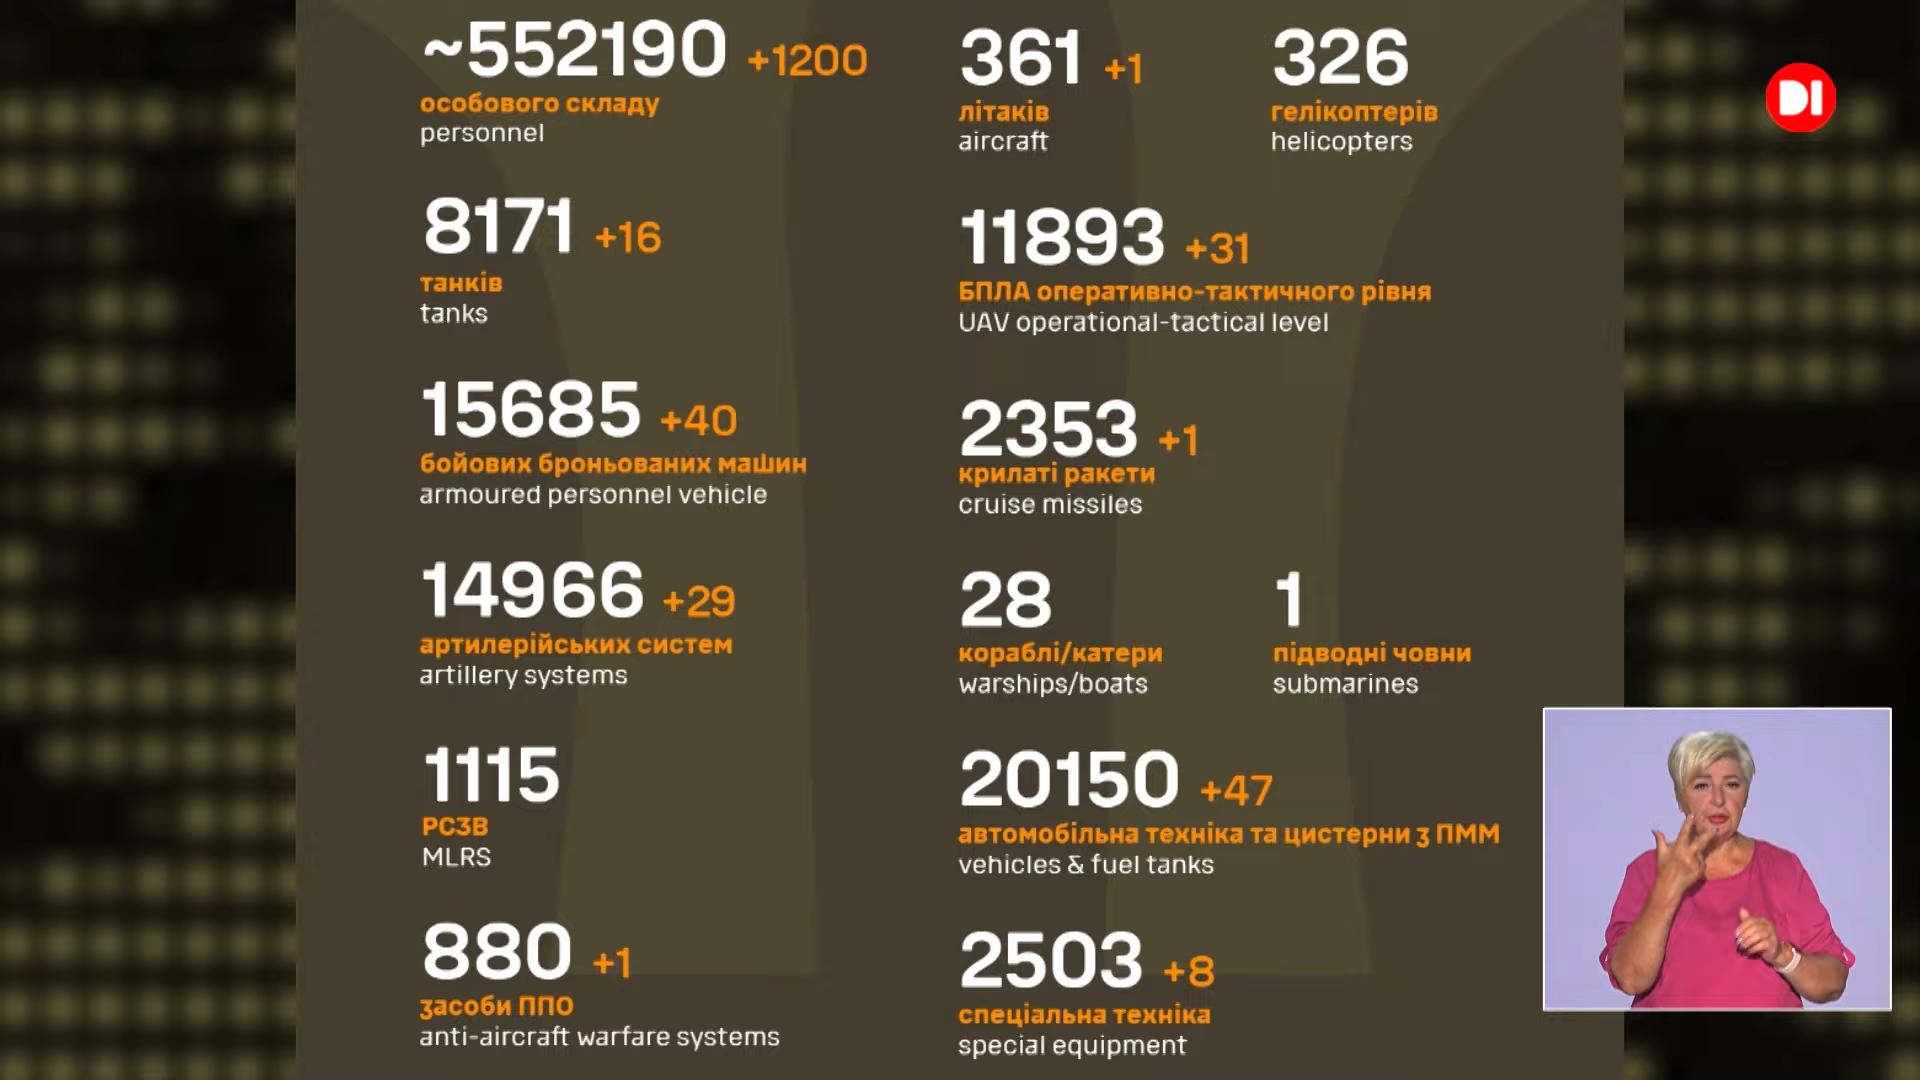 ~552190 +1200
особового складу
personnel
8171 +16
танків
tanks
15685 +40
бойових броньованих машин
armoured personnel vehicle
14966 +29
артилерійських систем
artillery systems
1115
РСЗВ
MLRS
880 +1
засоби ППО
anti-aircraft warfare systems
361 +1
літаків
aircraft
326
гелікоптерів
helicopters
11893 +31
БПЛА оперативно-тактичного рівня
UAV operational-tactical level
2353 +1
крилаті ракети
cruise missiles
28
кораблі/катери
warships/boats
1
підводні човни
submarines
20150 +47
автомобільна техніка та цистерни з ПММ
vehicles & fuel tanks
2503 +8
спеціальна техніка
special equipment
DI